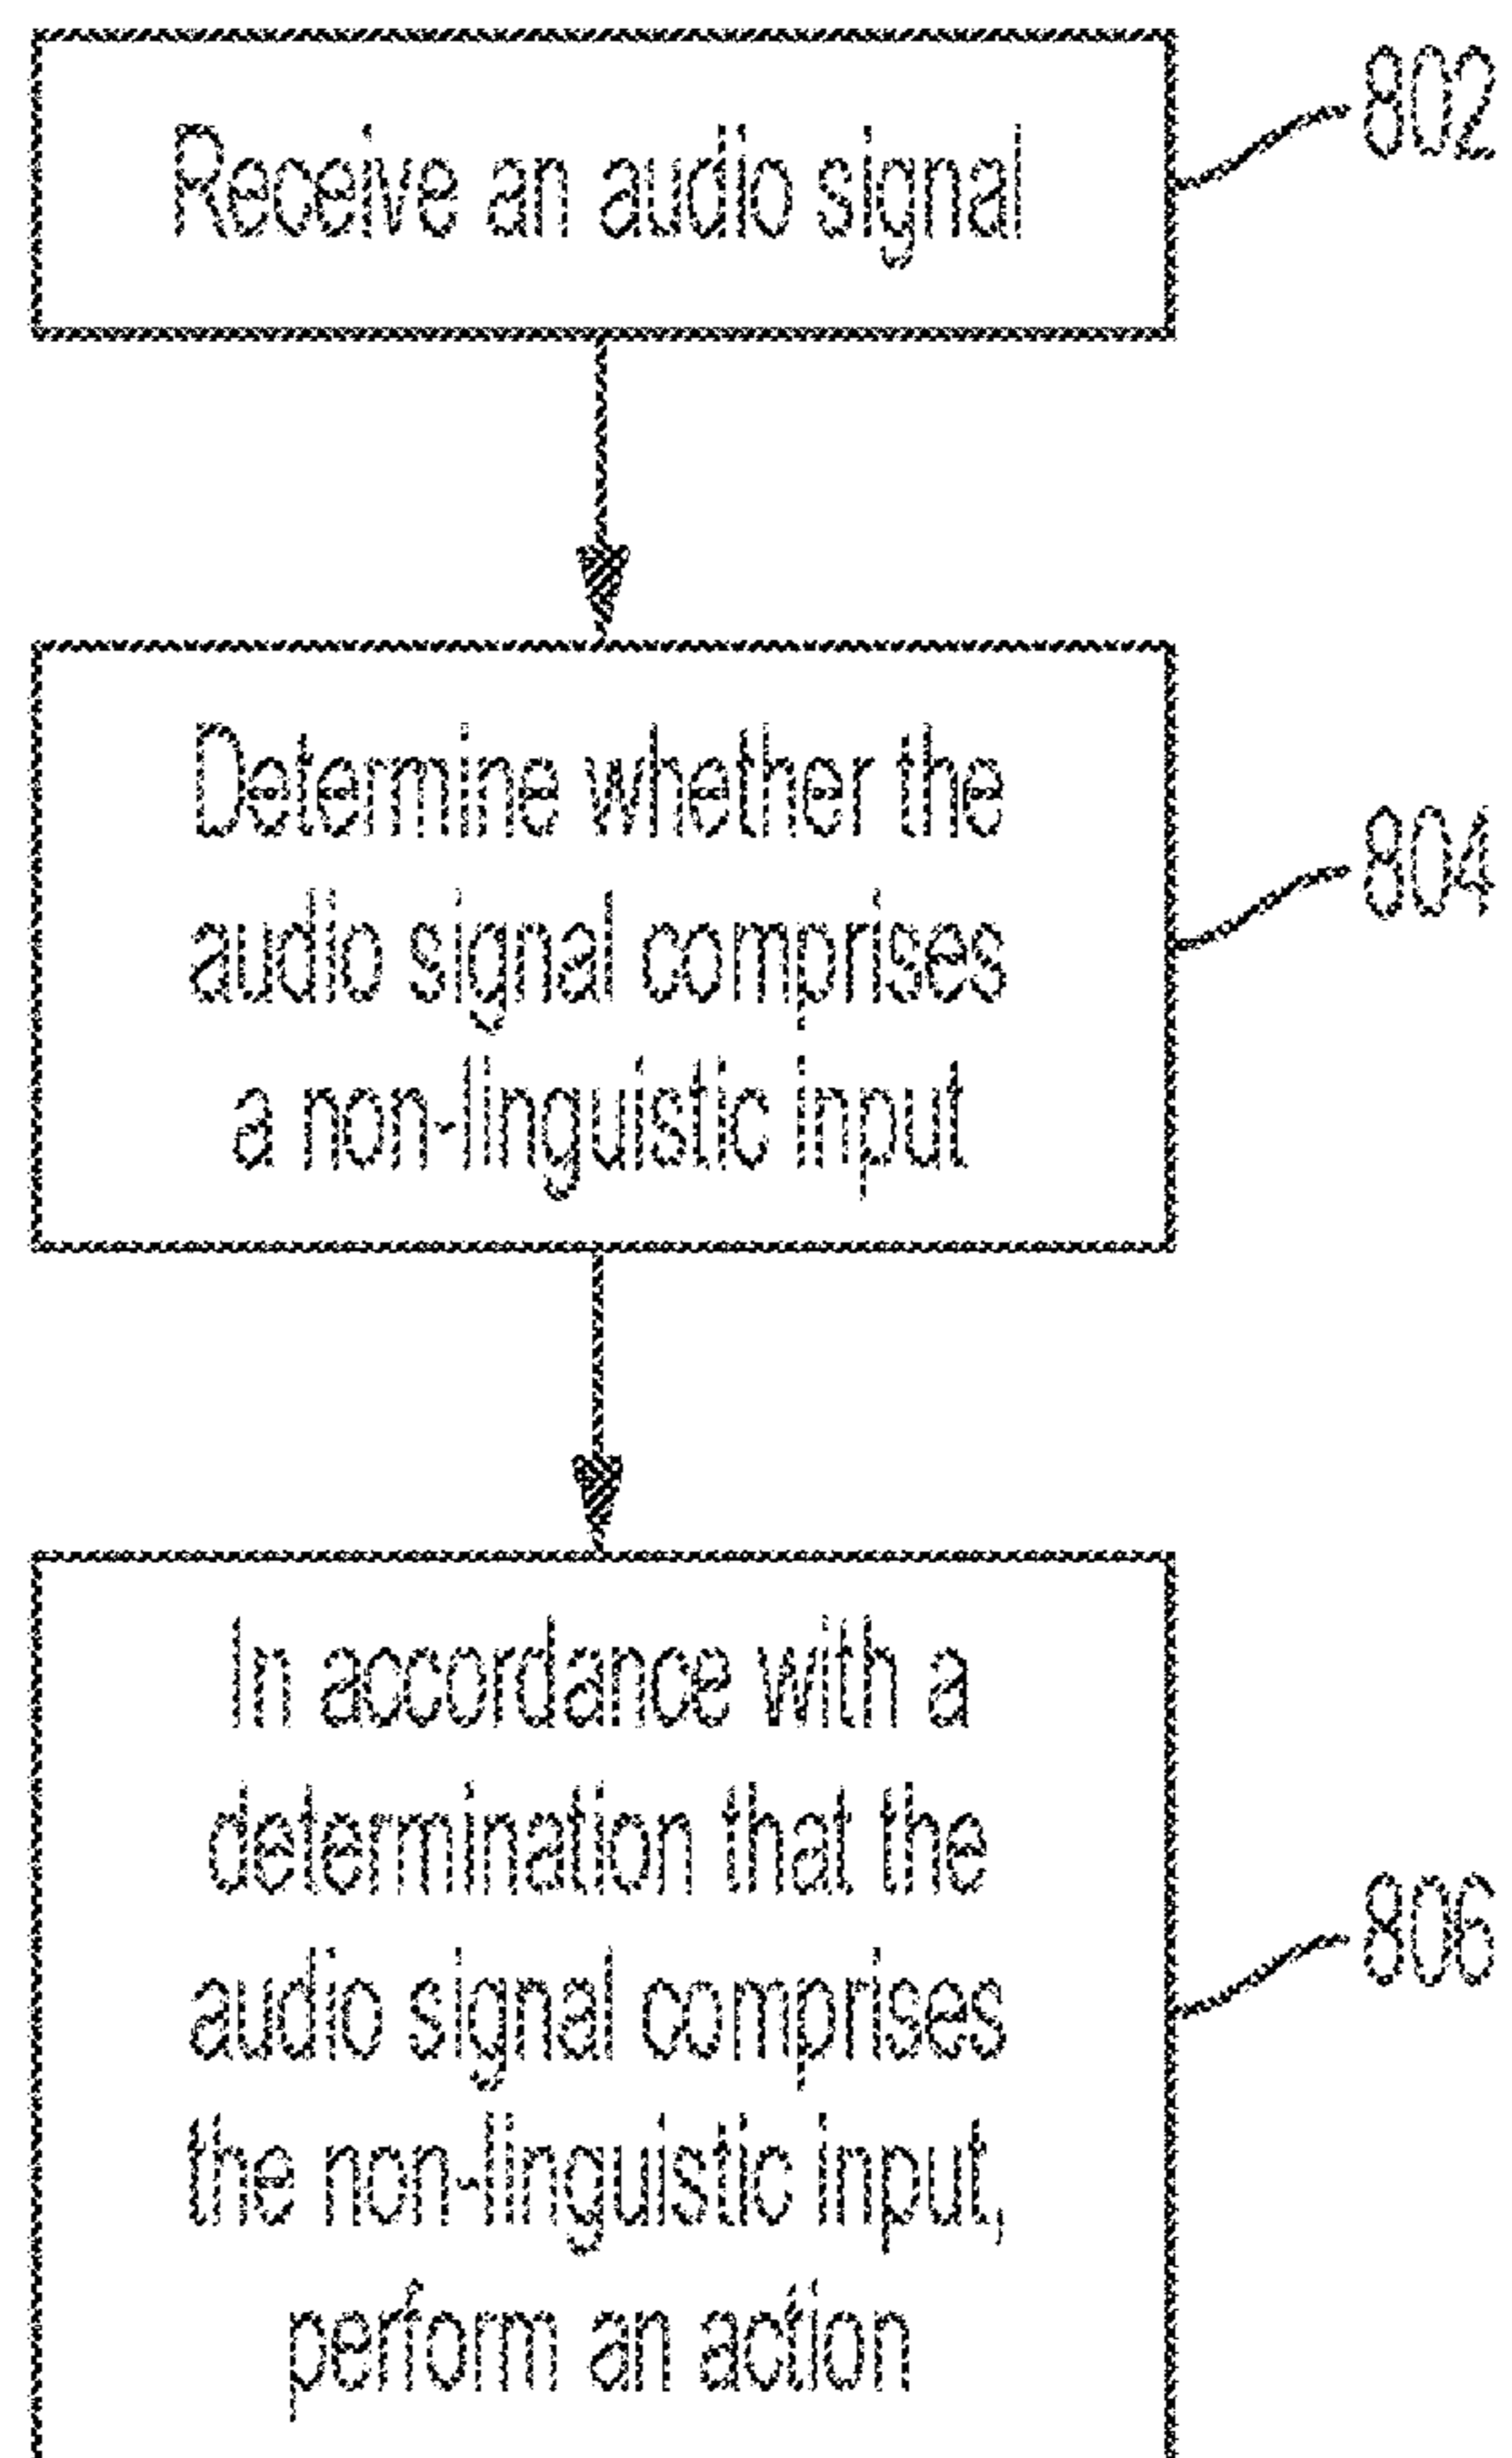 Receive an audio signal
802
Determine whether the
audio signal comprises
a non-linguistic input
804
In accordance with a
determination that the
audio signal comprises
the non-linguistic input,
perform an action
806